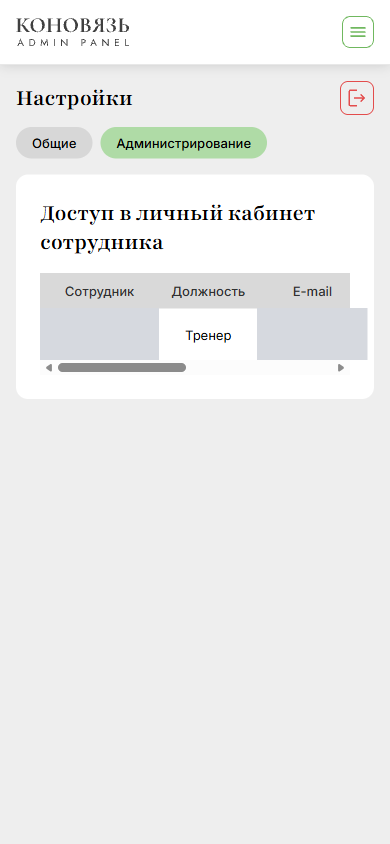 КОНОВЯЗЬ
ADMIN PANEL
Настройки
Общие
Администрирование
Доступ в личный кабинет
сотрудника
Сотрудник Должность E-mail
Тренер